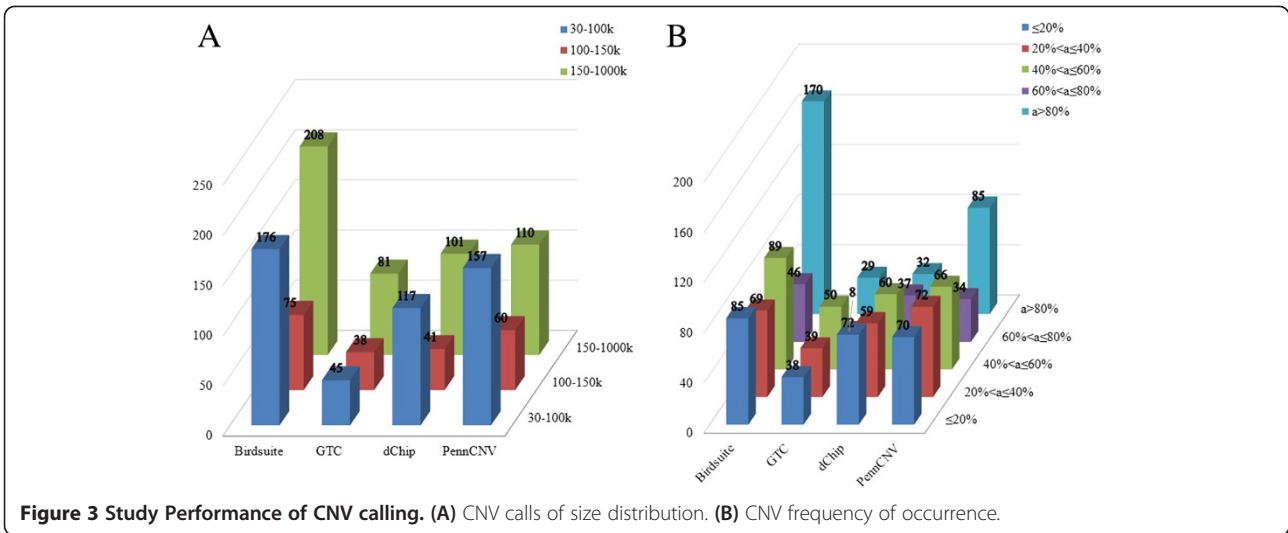 A
30-100k
100-150k
150-1000k
250
200
150
100
50
0
176
75
208
45
38
81
117
41
101
157
60
110
150-1000k
100-150k
30-100k
Birdsuite
GTC
dChip
PennCNV
B
≤20%
20%<a≤40%
40%<a≤60%
60%<a≤80%
a>80%
200
160
120
80
40
0
85
69
89
46
170
38
39
50
8
29
72
59
60
37
32
70
72
66
34
85
a>80%
60%<a≤80%
40%<a≤60%
20%<a≤40%
≤20%
Birdsuite
GTC
dChip
PennCNV
Figure 3 Study Performance of CNV calling. (A) CNV calls of size distribution. (B) CNV frequency of occurrence.